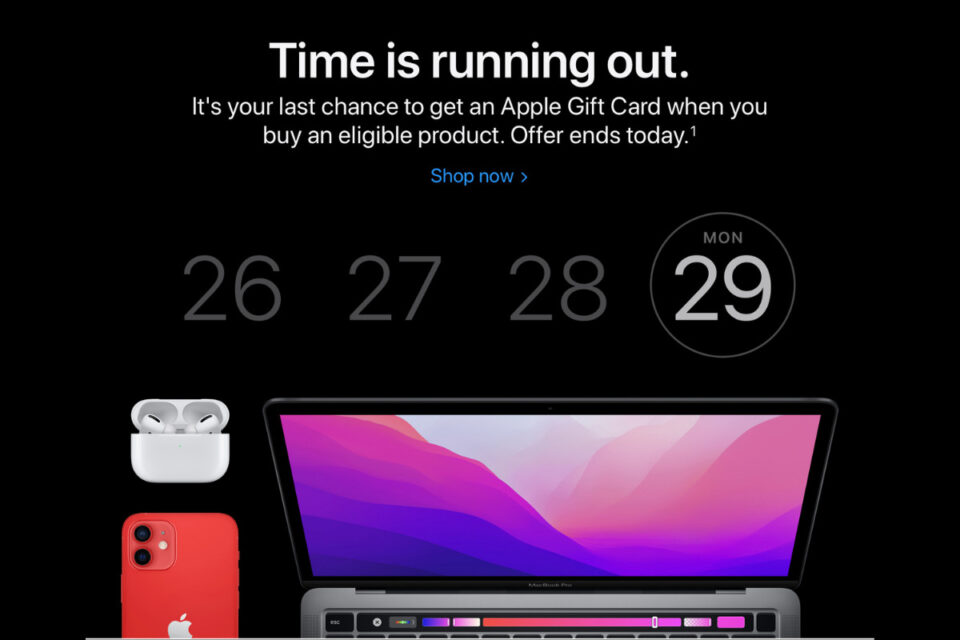 Time is running out.
It's your last chance to get an Apple Gift Card when you
buy an eligible product. Offer ends today.¹
Shop now >
MON
26 27 28 29
MacBook Pro
esc